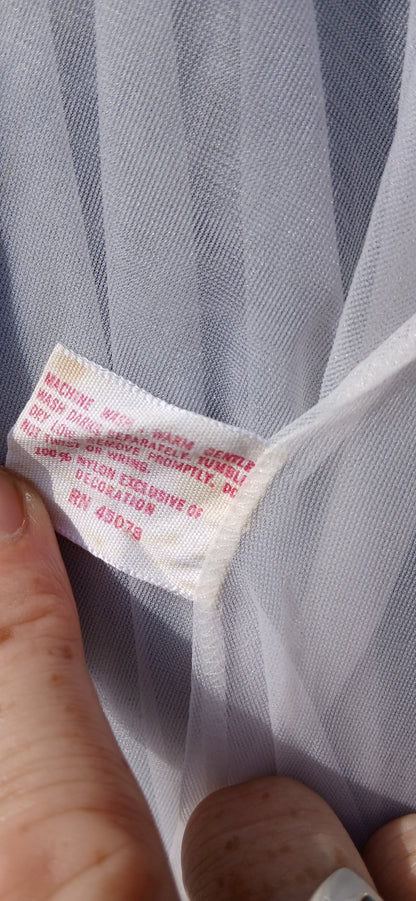 MACHINE WASH WARM GENTLE
WASH DARKS SEPARATELY. TUMBLE
DRY LOW. REMOVE PROMPTLY. DO
NOT TWIST OR WRING.
100% NYLON EXCLUSIVE OF
DECORATION
RN 43078